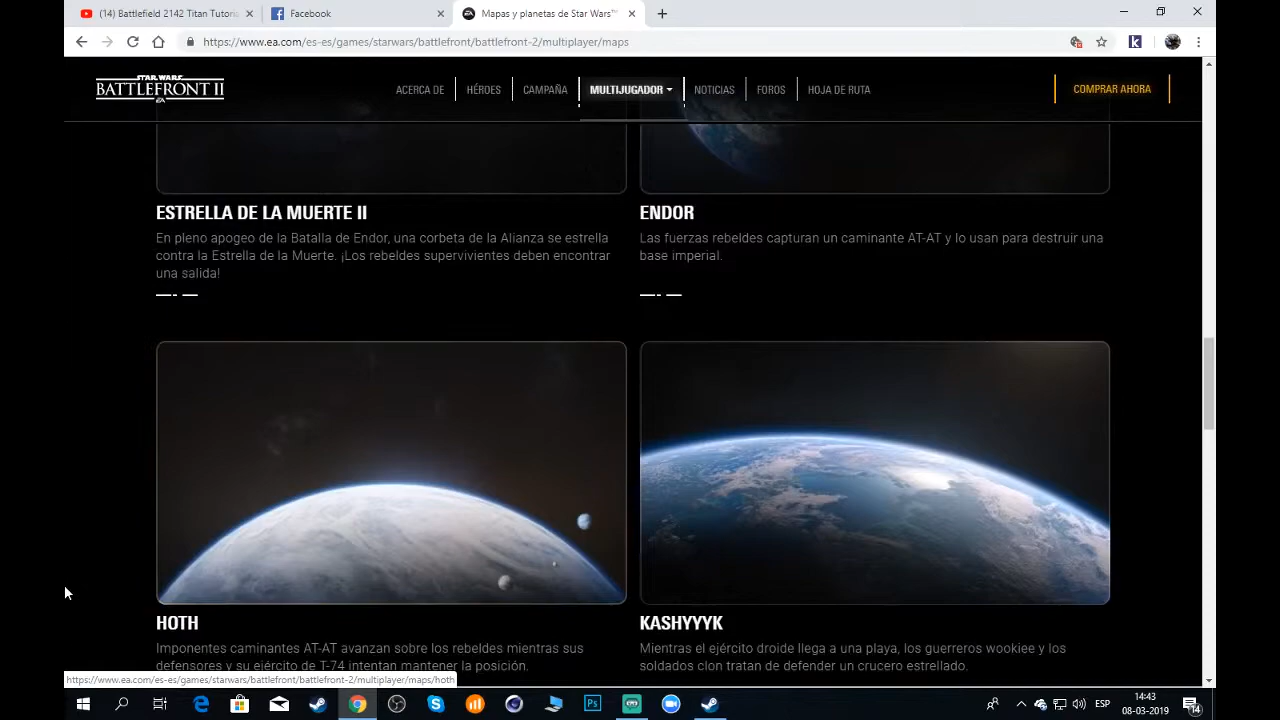 (14) Battlefield 2142 Titan Tutoria
Facebook
Mapas y planetas de Star Wars™
https://www.ea.com/es-es/games/starwars/battlefront/battlefront-2/multiplayer/maps
STAR WARS
BATTLEFRONT II
EA
ACERCA DE
HÉROES
CAMPAÑA
MULTIJUGADOR
NOTICIAS
FOROS
HOJA DE RUTA
COMPRAR AHORA
ESTRELLA DE LA MUERTE II
En pleno apogeo de la Batalla de Endor, una corbeta de la Alianza se estrella
contra la Estrella de la Muerte. ¡Los rebeldes supervivientes deben encontrar
una salida!
ENDOR
Las fuerzas rebeldes capturan un caminante AT-AT y lo usan para destruir una
base imperial.
HOTH
Imponentes caminantes AT-AT avanzan sobre los rebeldes mientras sus
defensores y su ejército de T-74 intentan mantener la posición.
KASHYYYK
Mientras el ejército droide llega a una playa, los guerreros wookiee y los
soldados clon tratan de defender un crucero estrellado.
https://www.ea.com/es-es/games/starwars/battlefront/battlefront-2/multiplayer/maps/hoth
Ps
ESP
14:43
08-03-2019
14